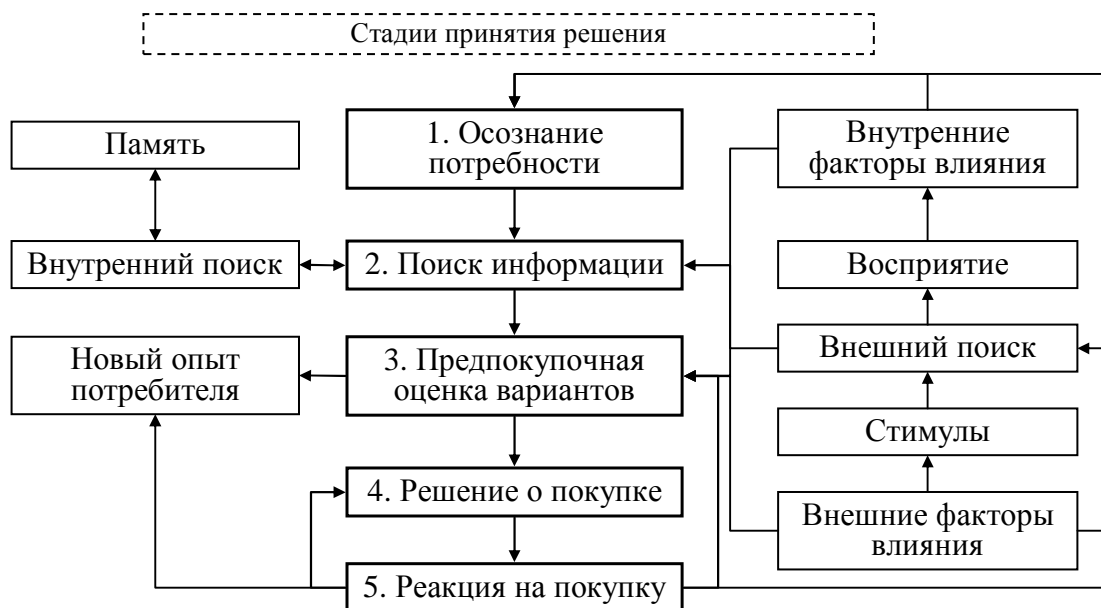 Стадии принятия решения
Память
Внутренний поиск
Новый опыт
потребителя
1. Осознание
потребности
2. Поиск информации
3. Предпокупочная
оценка вариантов
4. Решение о покупке
5. Реакция на покупку
Внутренние
факторы влияния
Восприятие
Внешний поиск
Стимулы
Внешние факторы
влияния